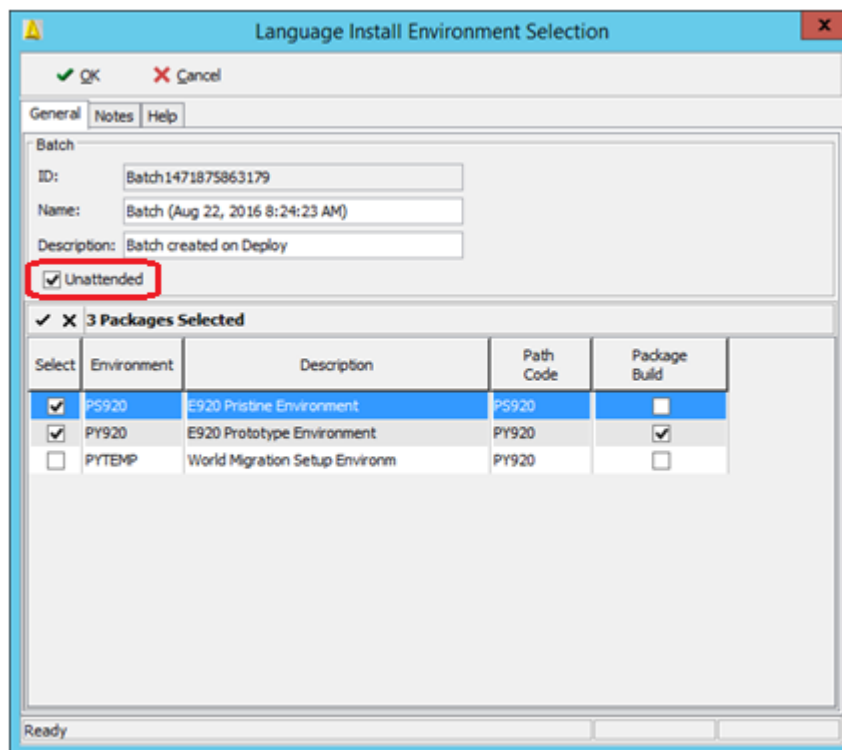 Language Install Environment Selection
x
OK Cancel
General Notes Help
Batch
ID: Batch1471875863179
Name: Batch (Aug 22, 2016 8:24:23 AM)
Description: Batch created on Deploy
Unattended
3 Packages Selected
Select Environment Description Path Code Package Build
PS920 E920 Pristine Environment PS920
PY920 E920 Prototype Environment PY920
PYTEMP World Migration Setup Environm PY920
Ready